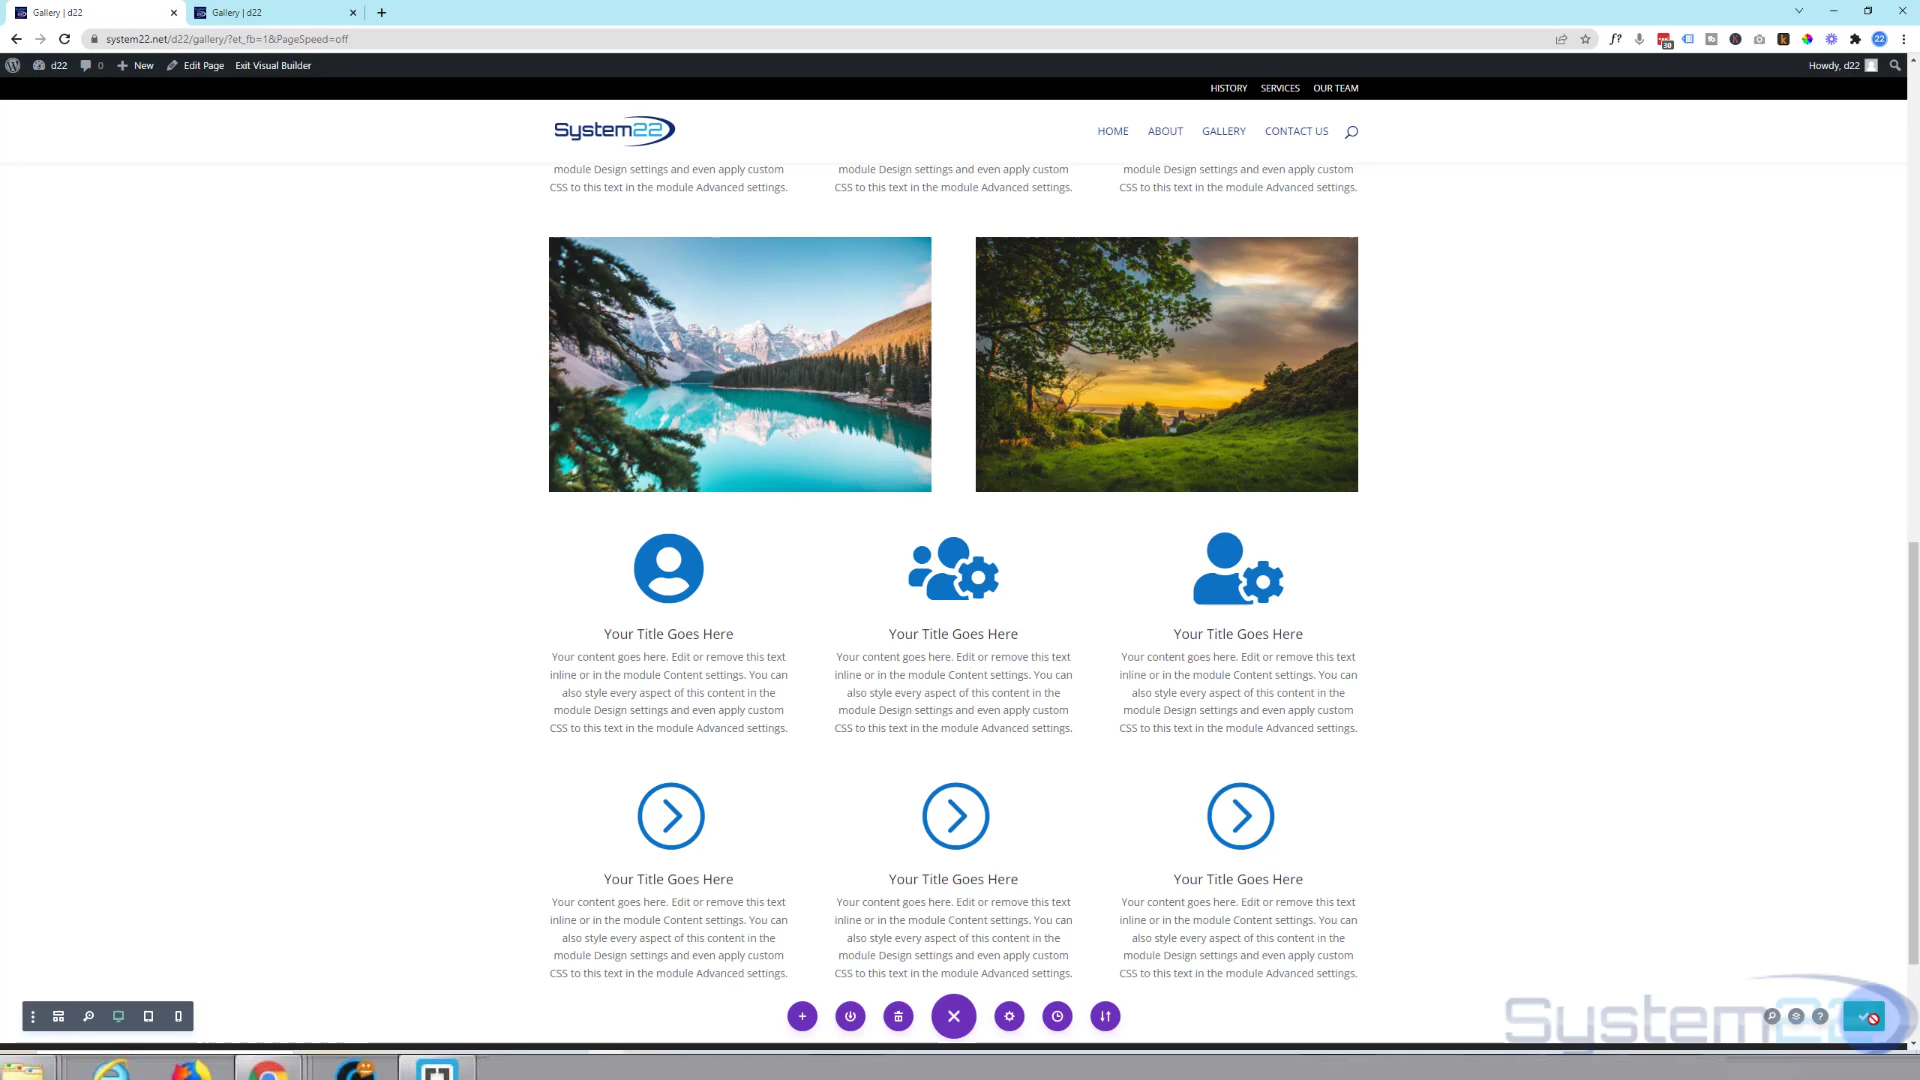 Gallery | d22
Gallery | d22
system22.net/d22/gallery/?et_fb=1&PageSpeed=off
d22 0 New Edit Page Exit Visual Builder Howdy, d22
HISTORY SERVICES OUR TEAM
System22 HOME ABOUT GALLERY CONTACT US
module Design settings and even apply custom
CSS to this text in the module Advanced settings.
module Design settings and even apply custom
CSS to this text in the module Advanced settings.
module Design settings and even apply custom
CSS to this text in the module Advanced settings.
Your Title Goes Here
Your content goes here. Edit or remove this text
inline or in the module Content settings. You can
also style every aspect of this content in the
module Design settings and even apply custom
CSS to this text in the module Advanced settings.
Your Title Goes Here
Your content goes here. Edit or remove this text
inline or in the module Content settings. You can
also style every aspect of this content in the
module Design settings and even apply custom
CSS to this text in the module Advanced settings.
Your Title Goes Here
Your content goes here. Edit or remove this text
inline or in the module Content settings. You can
also style every aspect of this content in the
module Design settings and even apply custom
CSS to this text in the module Advanced settings.
Your Title Goes Here
Your content goes here. Edit or remove this text
inline or in the module Content settings. You can
also style every aspect of this content in the
module Design settings and even apply custom
CSS to this text in the module Advanced settings.
Your Title Goes Here
Your content goes here. Edit or remove this text
inline or in the module Content settings. You can
also style every aspect of this content in the
module Design settings and even apply custom
CSS to this text in the module Advanced settings.
Your Title Goes Here
Your content goes here. Edit or remove this text
inline or in the module Content settings. You can
also style every aspect of this content in the
module Design settings and even apply custom
CSS to this text in the module Advanced settings.
System22